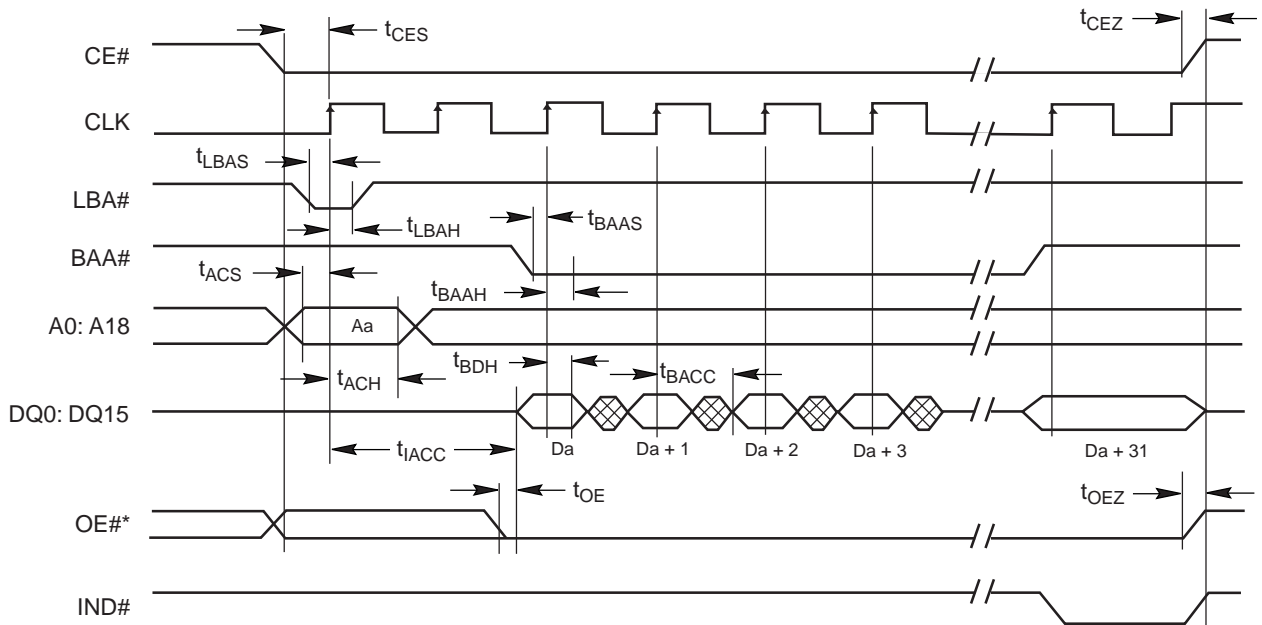 tCES
tCEZ
CE#
CLK
tLBAS
LBA#
tLBAH
tBAAS
BAA#
tACS
tBAAH
A0: A18
Aa
tACH
tBDH
tBACC
DQ0: DQ15
tIACC
Da
Da + 1
Da + 2
Da + 3
Da + 31
tOE
tOEZ
OE#*
IND#